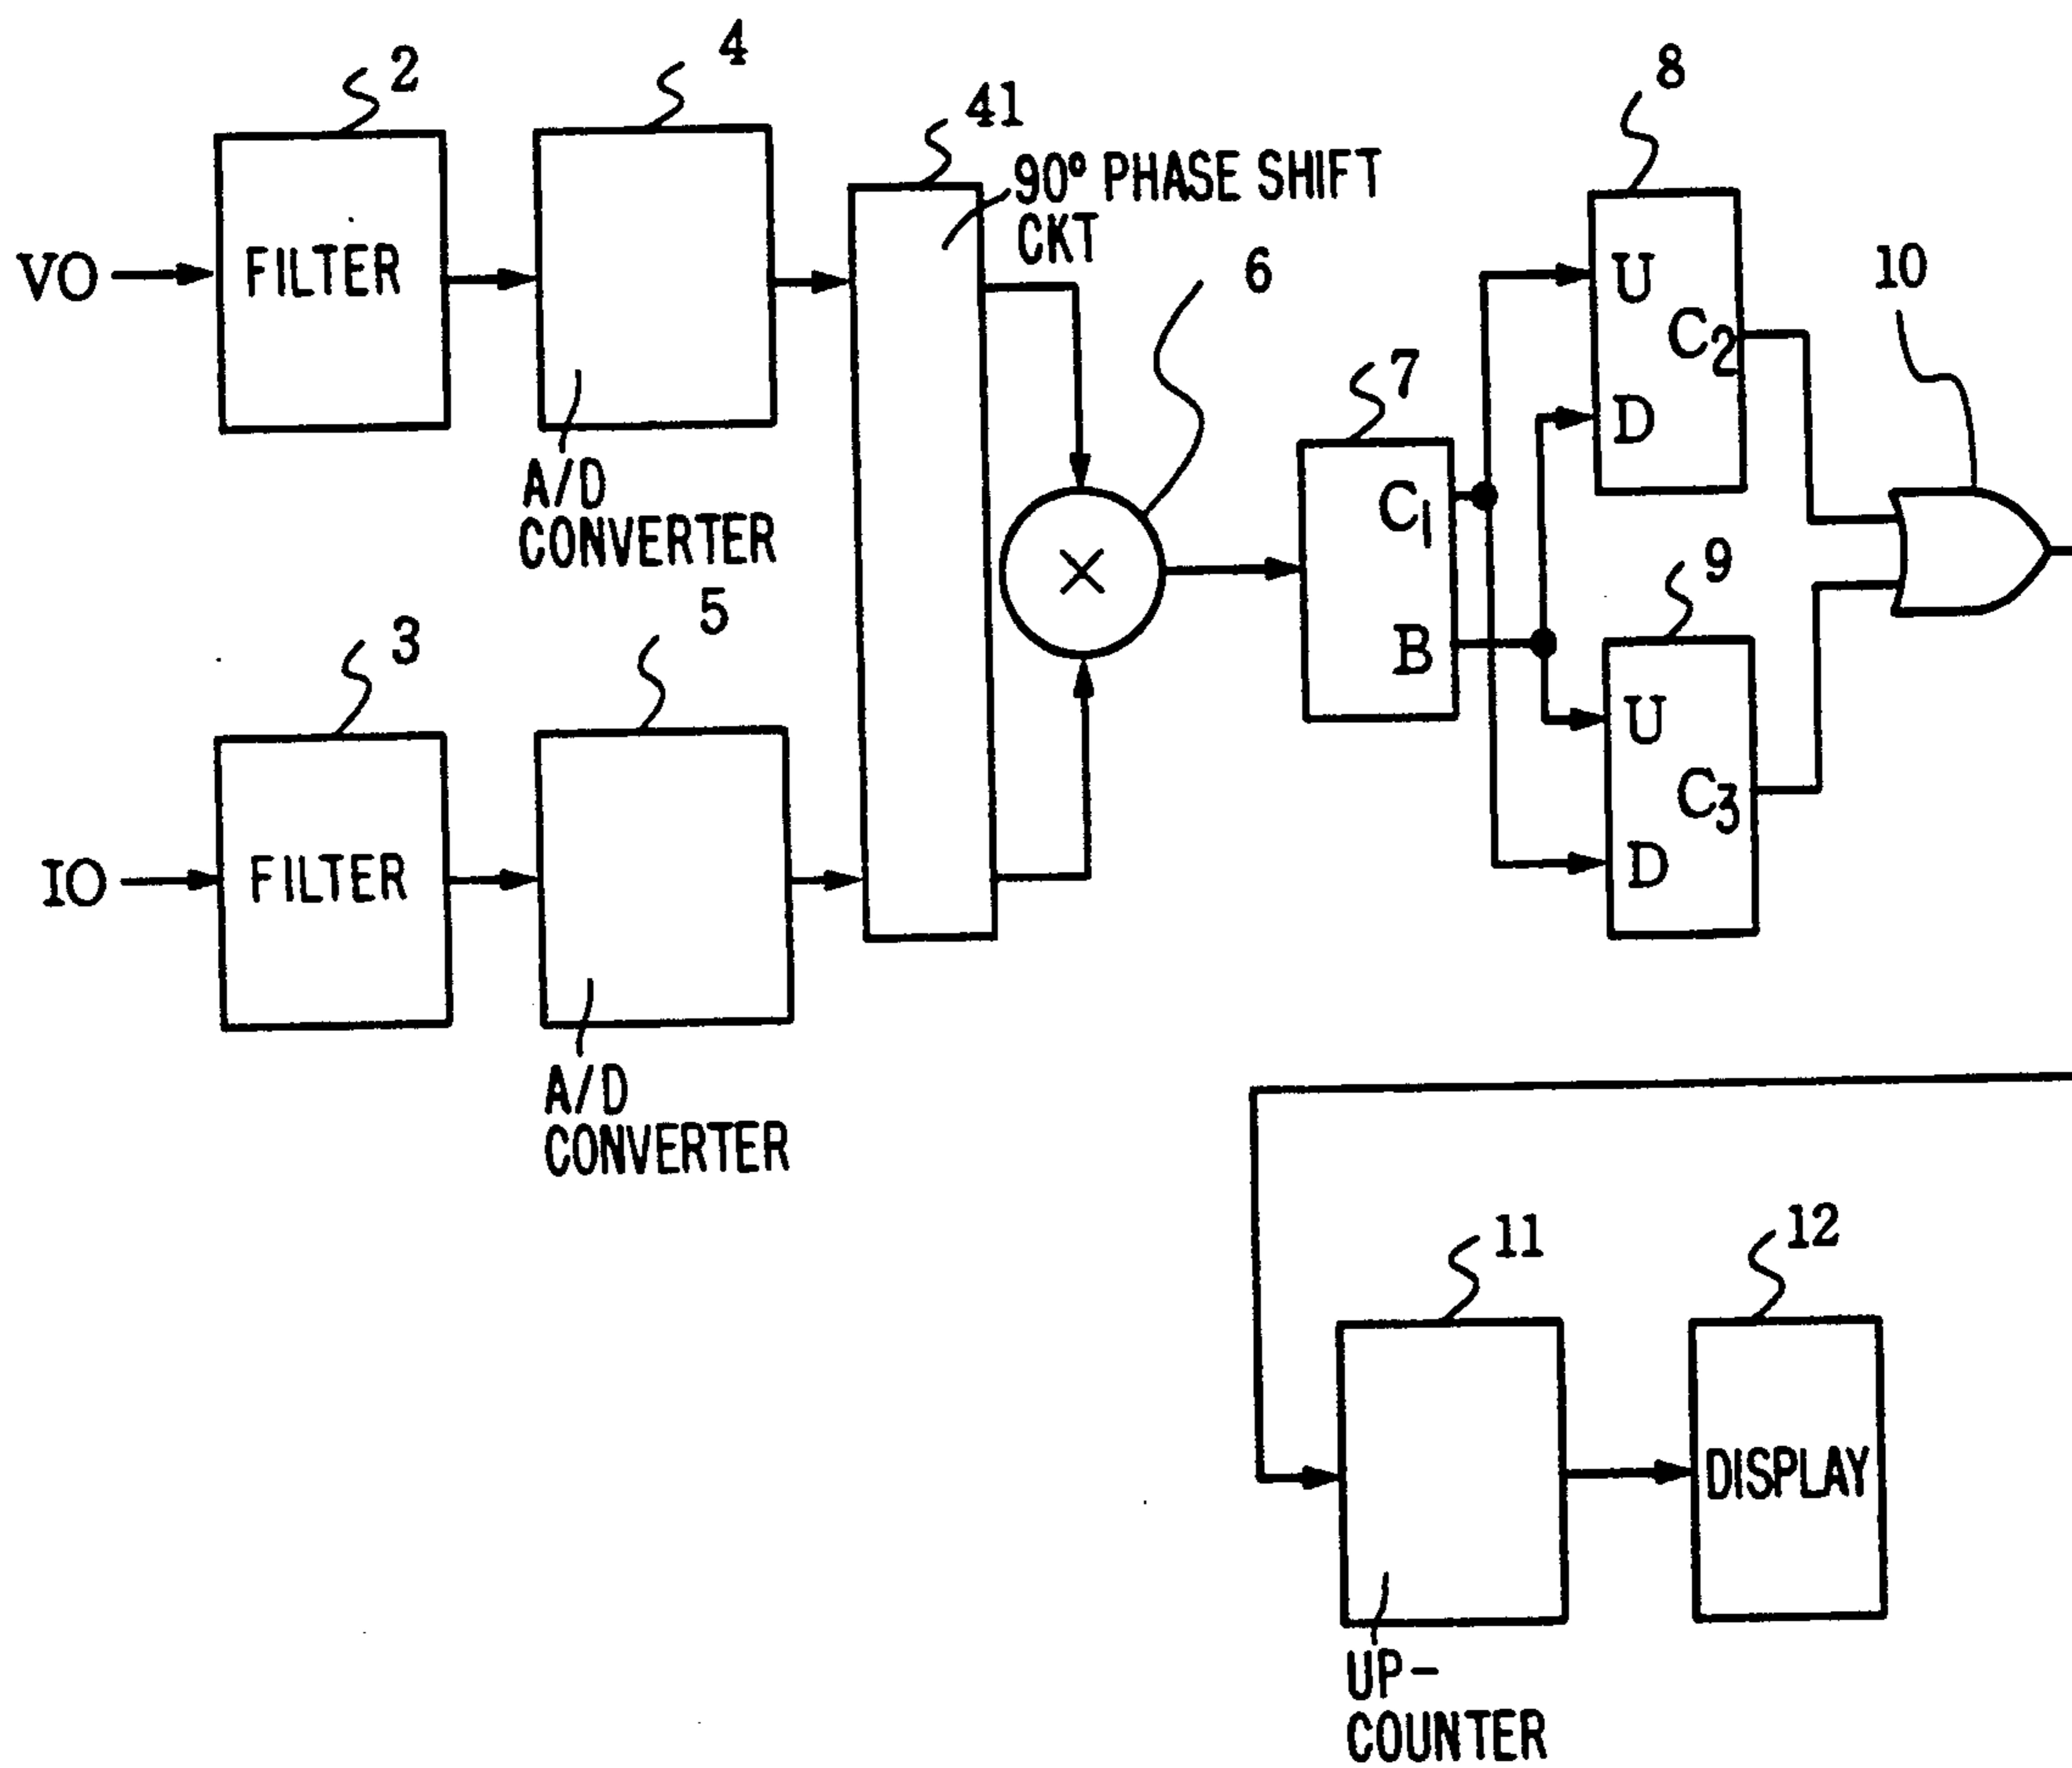 2
4
41
90° PHASE SHIFT
CKT
8
VO
FILTER
6
U
C2
D
10
7
A/D
CONVERTER
C1
B
5
9
3
U
C3
D
IO
FILTER
A/D
CONVERTER
11
12
DISPLAY
UP-
COUNTER